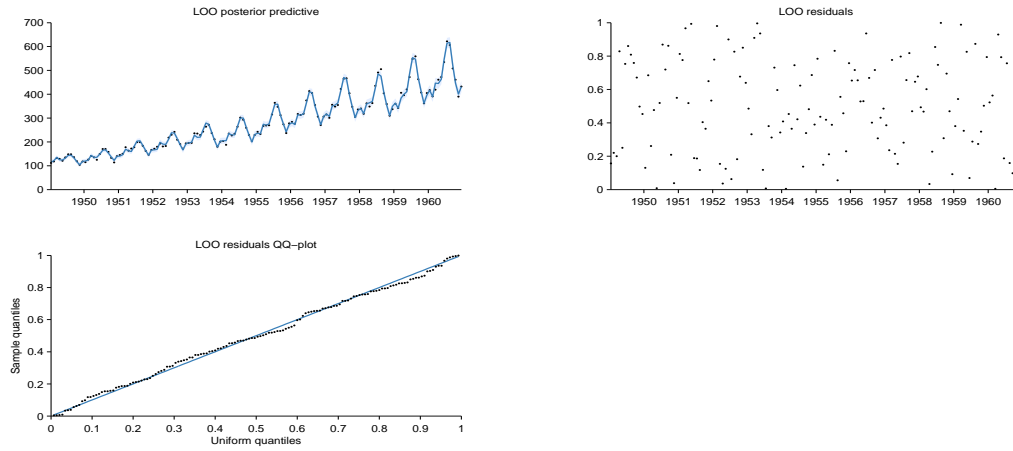 LOO posterior predictive
700
600
500
400
300
200
100
0
1950 1951 1952 1953 1954 1955 1956 1957 1958 1959 1960
LOO residuals
1
0.8
0.6
0.4
0.2
0
1950 1951 1952 1953 1954 1955 1956 1957 1958 1959 1960
LOO residuals QQ−plot
Sample quantiles
1
0.8
0.6
0.4
0.2
0
0 0.1 0.2 0.3 0.4 0.5 0.6 0.7 0.8 0.9 1
Uniform quantiles